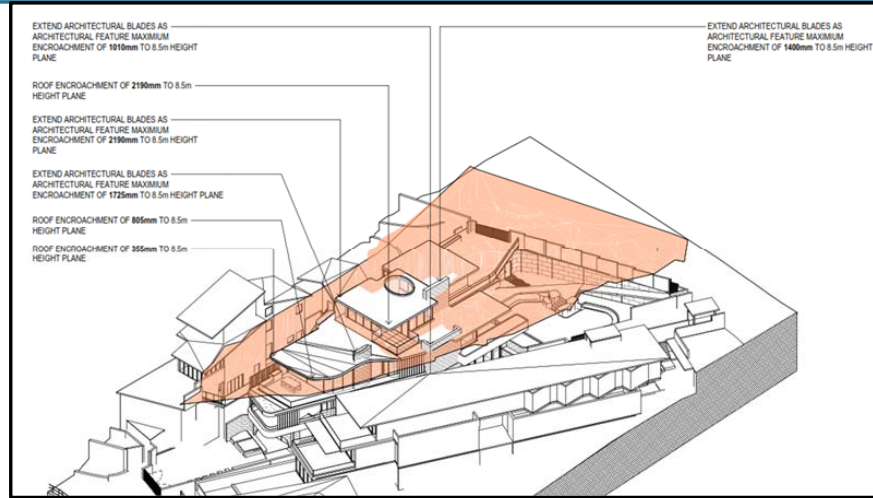 EXTEND ARCHITECTURAL BLADES AS
ARCHITECTURAL FEATURE MAXIMIUM
ENCROACHMENT OF 1010mm TO 8.5m HEIGHT
PLANE
ROOF ENCROACHMENT OF 2190mm TO 8.5m
HEIGHT PLANE
EXTEND ARCHITECTURAL BLADES AS
ARCHITECTURAL FEATURE MAXIMIUM
ENCROACHMENT OF 2190mm TO 8.5m HEIGHT
PLANE
EXTEND ARCHITECTURAL BLADES AS
ARCHITECTURAL FEATURE MAXIMIUM
ENCROACHMENT OF 1725mm TO 8.5m HEIGHT PLANE
ROOF ENCROACHMENT OF 805mm TO 8.5m
HEIGHT PLANE
ROOF ENCROACHMENT OF 355mm TO 8.5m
HEIGHT PLANE
EXTEND ARCHITECTURAL BLADES AS
ARCHITECTURAL FEATURE MAXIMIUM
ENCROACHMENT OF 1400mm TO 8.5m HEIGHT
PLANE